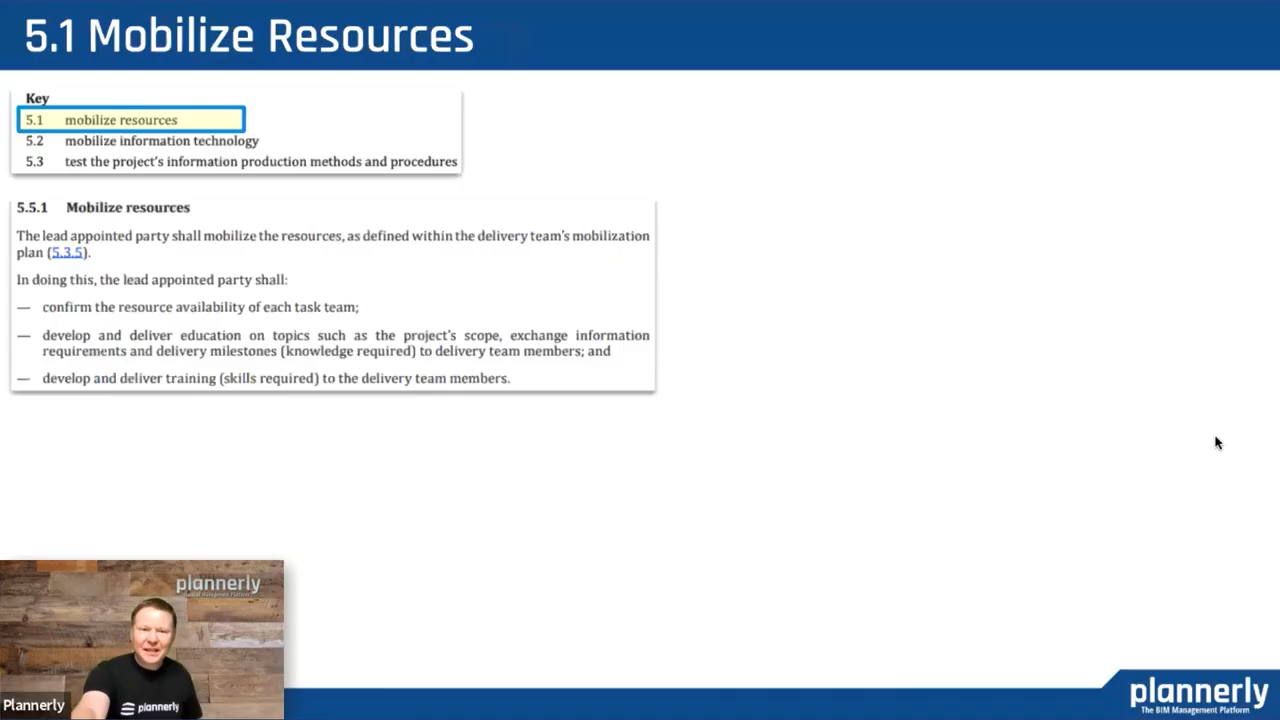 5.1 Mobilize Resources
Key
5.1 mobilize resources
5.2 mobilize information technology
5.3 test the project's information production methods and procedures
5.5.1 Mobilize resources
The lead appointed party shall mobilize the resources, as defined within the delivery team's mobilization
plan (5.3.5).
In doing this, the lead appointed party shall:
— confirm the resource availability of each task team;
— develop and deliver education on topics such as the project's scope, exchange information
requirements and delivery milestones (knowledge required) to delivery team members; and
— develop and deliver training (skills required) to the delivery team members.
plannerly
plannerly
Plannerly
plannerly
The BIM Management Platform